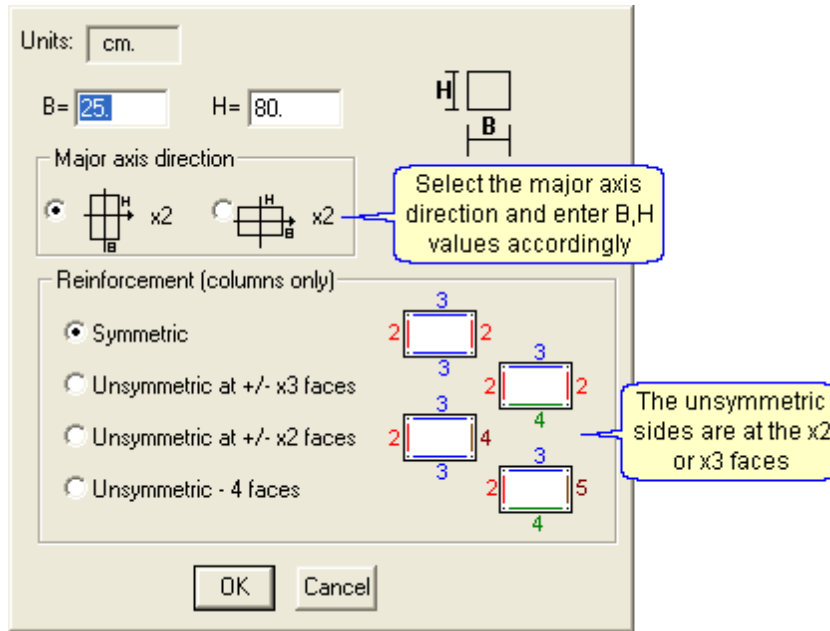 Units: cm.
B= 25. H= 80.
H
B
Major axis direction
H x2 H x2
B B
Select the major axis
direction and enter B,H
values accordingly
Reinforcement (columns only)
Symmetric
3
2 2
3
Unsymmetric at +/- x3 faces
3
2 2
4
Unsymmetric at +/- x2 faces
3
2 4
3
Unsymmetric - 4 faces
3
2 5
4
The unsymmetric
sides are at the x2
or x3 faces
OK Cancel